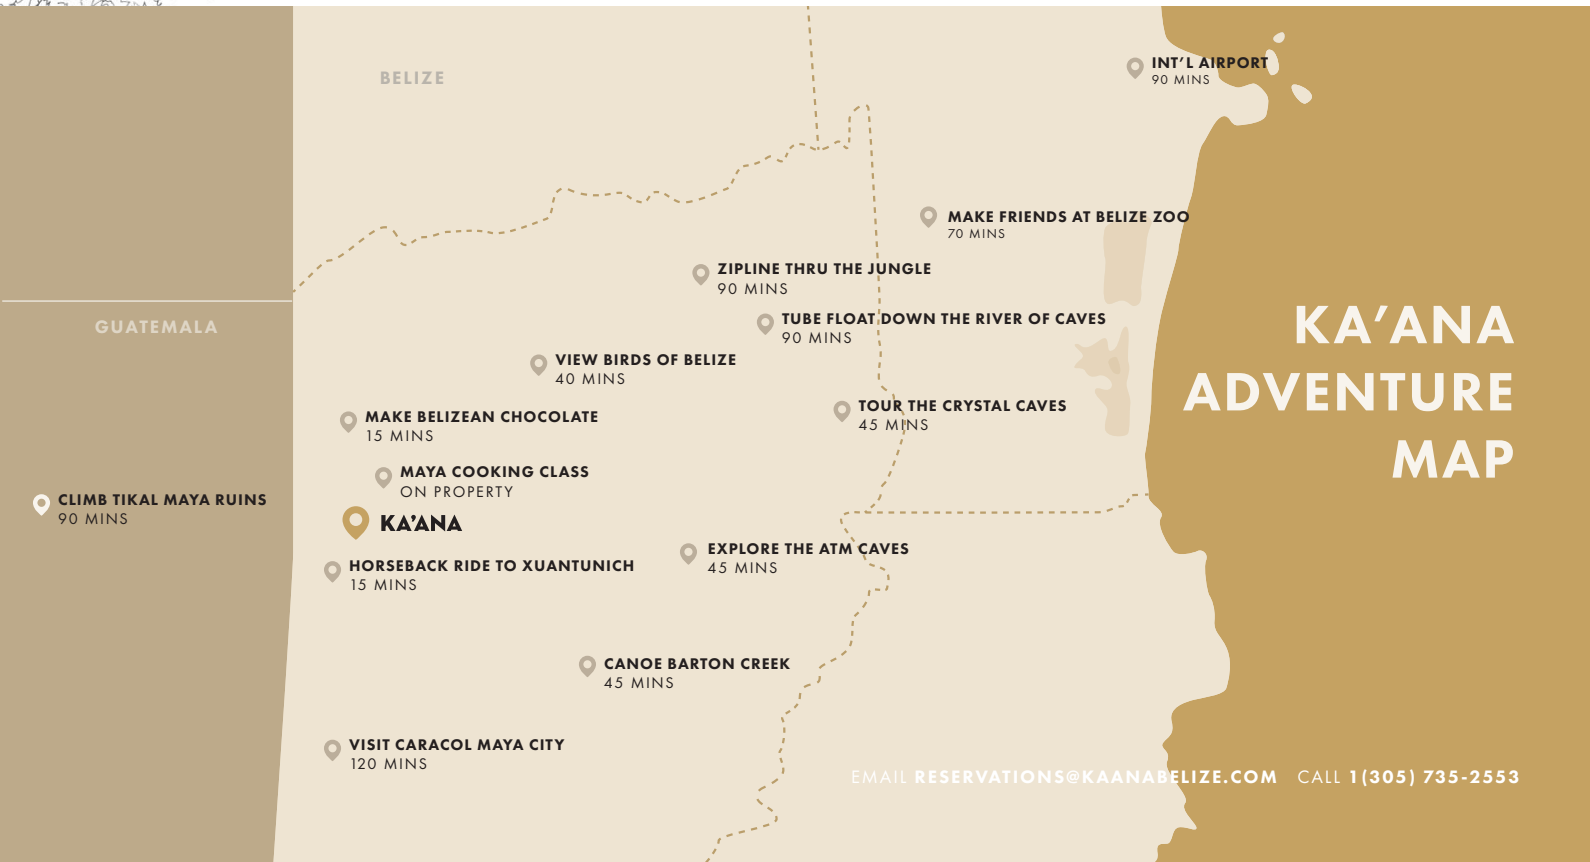 BELIZE
INT’L AIRPORT
90 MINS
MAKE FRIENDS AT BELIZE ZOO
70 MINS
ZIPLINE THRU THE JUNGLE
90 MINS
TUBE FLOAT DOWN THE RIVER OF CAVES
90 MINS
GUATEMALA
KA’ANA
ADVENTURE
MAP
VIEW BIRDS OF BELIZE
40 MINS
TOUR THE CRYSTAL CAVES
45 MINS
MAKE BELIZEAN CHOCOLATE
15 MINS
MAYA COOKING CLASS
ON PROPERTY
CLIMB TIKAL MAYA RUINS
90 MINS
KA’ANA
EXPLORE THE ATM CAVES
45 MINS
HORSEBACK RIDE TO XUANTUNICH
15 MINS
CANOE BARTON CREEK
45 MINS
VISIT CARACOL MAYA CITY
120 MINS
EMAIL RESERVATIONS@KAANABELIZE.COM CALL 1(305) 735-2553